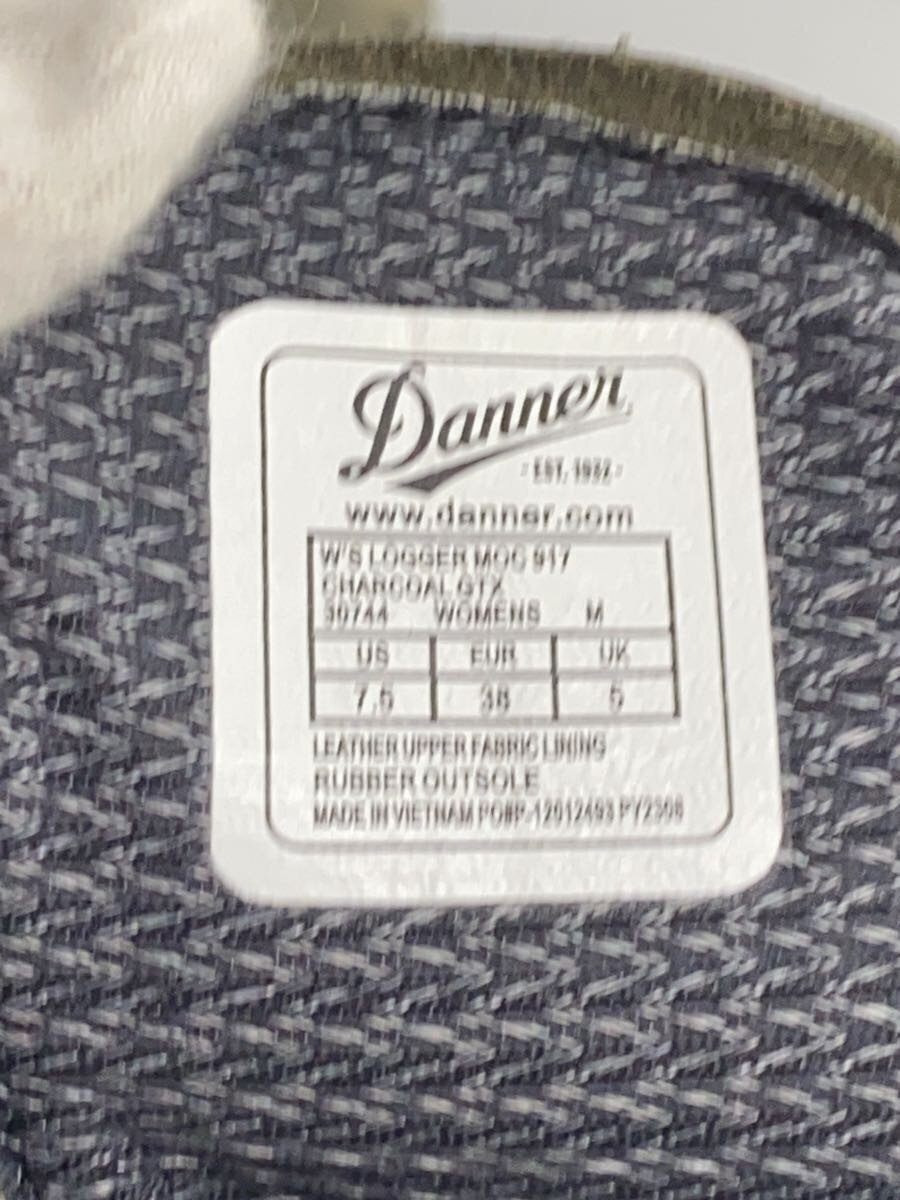 Danner
- EST. 1932 -
www.danner.com
W'S LOGGER MOC 917
CHARCOAL GTX
30744 WOMENS M
US EUR UK
7.5 38 5
LEATHER UPPER FABRIC LINING
RUBBER OUTSOLE
MADE IN VIETNAM PO#P-12012493 PY2308